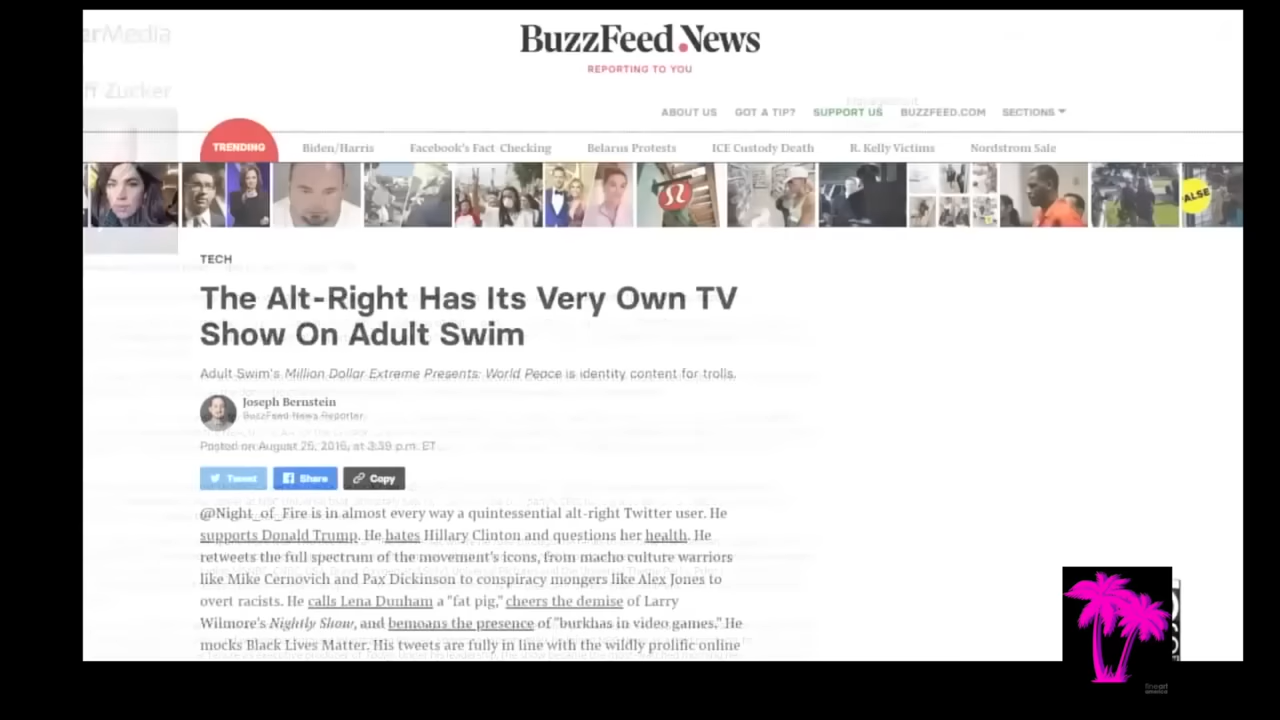 erMedia
ff Zucker
BuzzFeed News
REPORTING TO YOU
Management
ABOUT US GOT A TIP? SUPPORT US BUZZFEED.COM SECTIONS
TRENDING Biden/Harris Facebook's Fact Checking Belarus Protests ICE Custody Death R. Kelly Victims Nordstrom Sale
ALSE
TECH
The Alt-Right Has Its Very Own TV
Show On Adult Swim
Adult Swim's Million Dollar Extreme Presents: World Peace is identity content for trolls.
Joseph Bernstein
BuzzFeed News Reporter
Posted on August 25, 2016, at 3:39 p.m. ET
Tweet Share Copy
@Night_of_Fire is in almost every way a quintessential alt-right Twitter user. He
supports Donald Trump. He hates Hillary Clinton and questions her health. He
retweets the full spectrum of the movement's icons, from macho culture warriors
like Mike Cernovich and Pax Dickinson to conspiracy mongers like Alex Jones to
overt racists. He calls Lena Dunham a "fat pig," cheers the demise of Larry
Wilmore's Nightly Show, and bemoans the presence of "burkhas in video games." He
mocks Black Lives Matter. His tweets are fully in line with the wildly prolific online
fineart
america